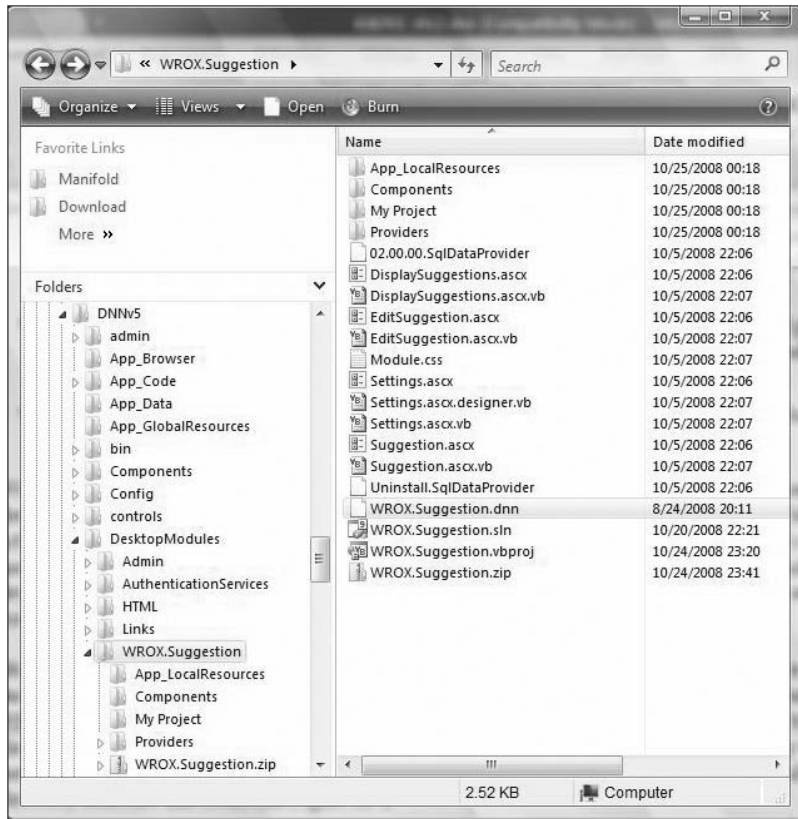 « WROX.Suggestion
Search
Organize Views Open Burn
Favorite Links
Manifold
Download
More »
Folders
DNNv5
admin
App_Browser
App_Code
App_Data
App_GlobalResources
bin
Components
Config
controls
DesktopModules
Admin
AuthenticationServices
HTML
Links
WROX.Suggestion
App_LocalResources
Components
My Project
Providers
WROX.Suggestion.zip
Name Date modified
App_LocalResources 10/25/2008 00:18
Components 10/25/2008 00:18
My Project 10/25/2008 00:18
Providers 10/25/2008 00:18
02.00.00.SqlDataProvider 10/5/2008 22:06
DisplaySuggestions.ascx 10/5/2008 22:06
DisplaySuggestions.ascx.vb 10/5/2008 22:07
EditSuggestion.ascx 10/5/2008 22:06
EditSuggestion.ascx.vb 10/5/2008 22:07
Module.css 10/5/2008 22:07
Settings.ascx 10/5/2008 22:06
Settings.ascx.designer.vb 10/5/2008 22:07
Settings.ascx.vb 10/5/2008 22:07
Suggestion.ascx 10/5/2008 22:06
Suggestion.ascx.vb 10/5/2008 22:07
Uninstall.SqlDataProvider 10/5/2008 22:06
WROX.Suggestion.dnn 8/24/2008 20:11
WROX.Suggestion.sln 10/20/2008 22:21
WROX.Suggestion.vbproj 10/24/2008 23:20
WROX.Suggestion.zip 10/24/2008 23:41
2.52 KB Computer